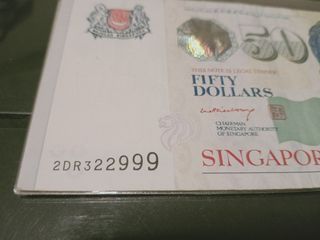 50
THIS NOTE IS LEGAL TENDER
FIFTY
DOLLARS
CHAIRMAN
MONETARY AUTHORITY
OF SINGAPORE
2DR322999
SINGAPOR